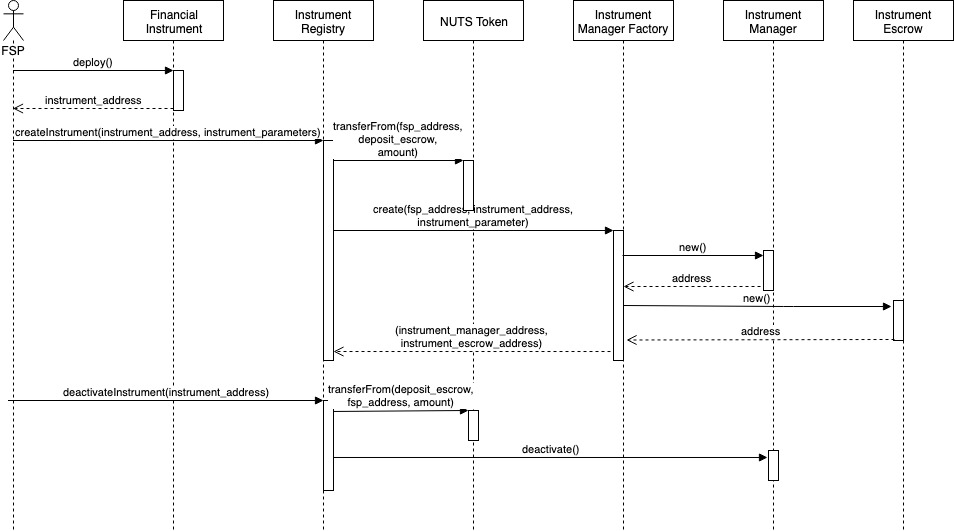 Financial
Instrument
Instrument
Registry
NUTS Token
Instrument
Manager Factory
Instrument
Manager
Instrument
Escrow
FSP
deploy()
instrument_address
createInstrument(instrument_address, instrument_parameters)
transferFrom(fsp_address,
deposit_escrow,
amount)
create(fsp_address, instrument_address,
instrument_parameter)
new()
address
new()
address
(instrument_manager_address,
instrument_escrow_address)
deactivateInstrument(instrument_address)
transferFrom(deposit_escrow,
fsp_address, amount)
deactivate()